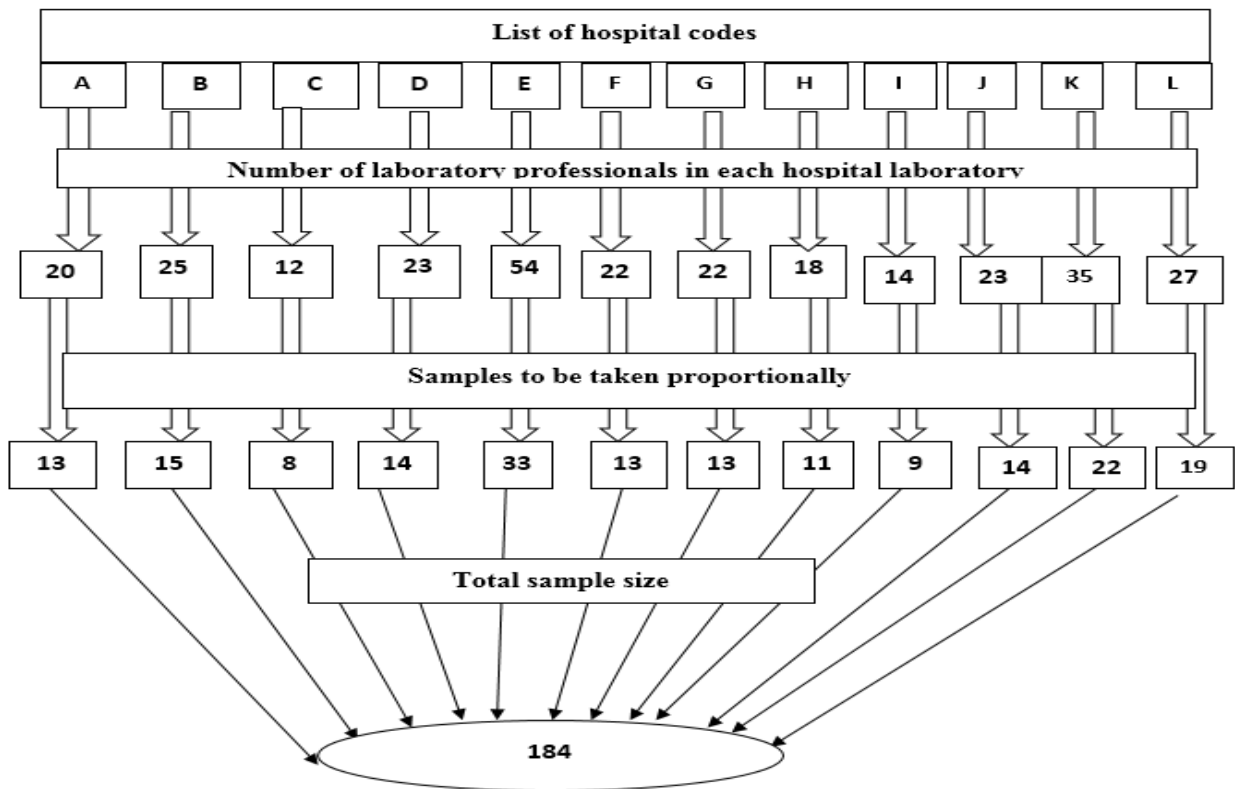 List of hospital codes
A B C D E F G H I J K L
Number of laboratory professionals in each hospital laboratory
20 25 12 23 54 22 22 18 14 23 35 27
Samples to be taken proportionally
13 15 8 14 33 13 13 11 9 14 22 19
Total sample size
184